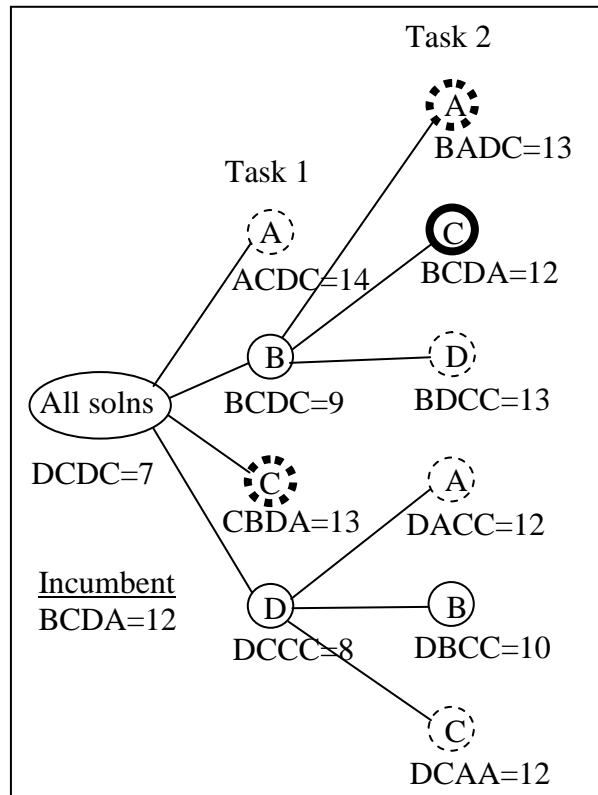 Task 2
A
BADC=13
Task 1
A
ACDC=14
C
BCDA=12
B
BCDC=9
D
BDCC=13
All solns
DCDC=7
C
CBDA=13
A
DACC=12
Incumbent
BCDA=12
D
DCCC=8
B
DBCC=10
C
DCAA=12